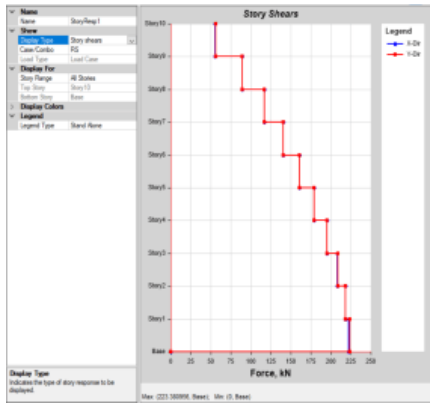 Name
Name StoryResp1
Show
Display Type Story shears
Case/Combo RS
Load Type Load Case
Display For
Story Range All Stories
Top Story Story10
Bottom Story Base
Display Colors
Legend
Legend Type Stand Alone
Display Type
Indicates the type of story response to be
displayed.
Story Shears
Story10
Story9
Story8
Story7
Story6
Story5
Story4
Story3
Story2
Story1
Base
0 25 50 75 100 125 150 175 200 225 250
Force, kN
Legend
X-Dir
Y-Dir
Base); Min: (0, Base)